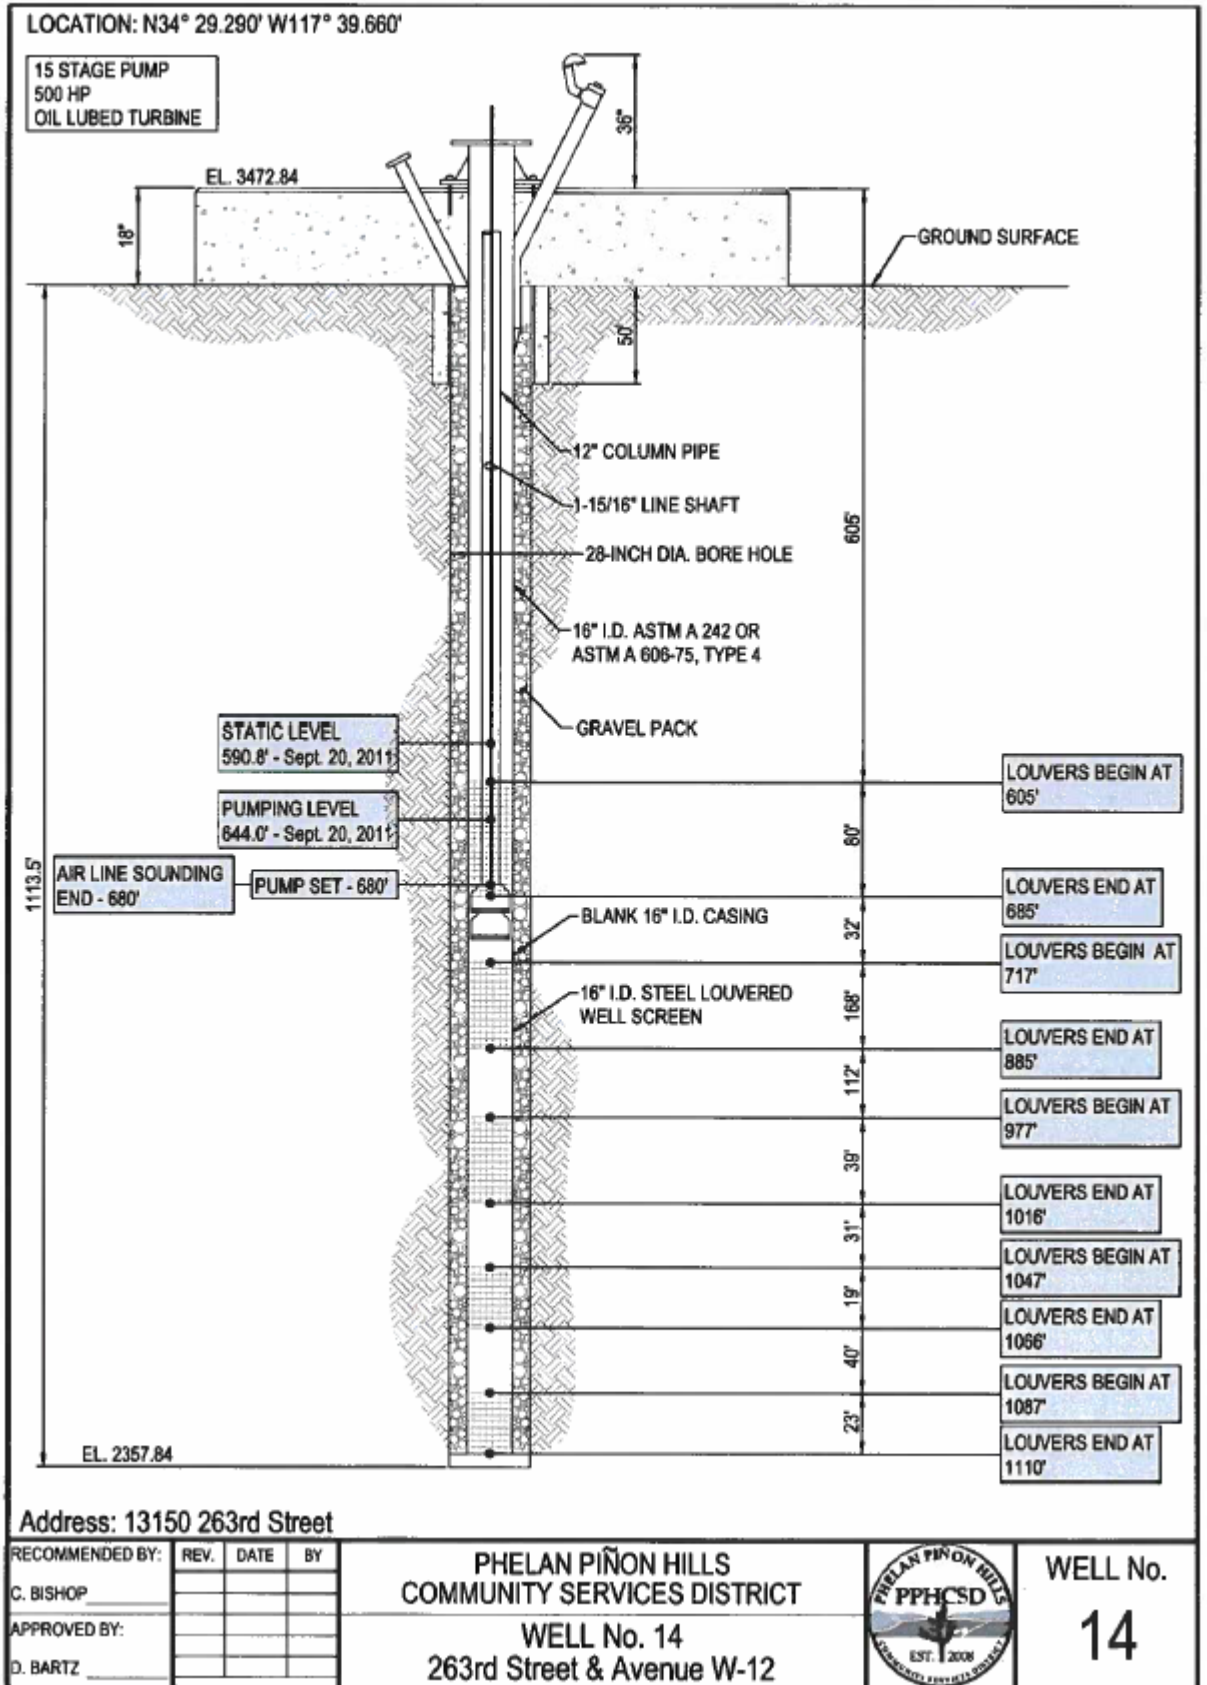 LOCATION: N34° 29.290' W117° 39.660'
15 STAGE PUMP
500 HP
OIL LUBED TURBINE
36"
EL. 3472.84
18"
GROUND SURFACE
50'
12" COLUMN PIPE
1-15/16" LINE SHAFT
605'
28-INCH DIA. BORE HOLE
16" I.D. ASTM A 242 OR
ASTM A 606-75, TYPE 4
GRAVEL PACK
STATIC LEVEL
590.8' - Sept. 20, 2011
LOUVERS BEGIN AT
605'
PUMPING LEVEL
644.0' - Sept. 20, 2011
80'
1113.5'
AIR LINE SOUNDING
END - 680'
PUMP SET - 680'
LOUVERS END AT
685'
BLANK 16" I.D. CASING
32'
LOUVERS BEGIN AT
717'
16" I.D. STEEL LOUVERED
WELL SCREEN
168'
LOUVERS END AT
885'
112'
LOUVERS BEGIN AT
977'
39'
LOUVERS END AT
1016'
31'
LOUVERS BEGIN AT
1047'
19'
LOUVERS END AT
1066'
40'
LOUVERS BEGIN AT
1087'
23'
LOUVERS END AT
1110'
EL. 2357.84
Address: 13150 263rd Street
RECOMMENDED BY:
C. BISHOP
APPROVED BY:
D. BARTZ
REV. DATE BY
PHELAN PIÑON HILLS
COMMUNITY SERVICES DISTRICT
WELL No. 14
263rd Street & Avenue W-12
PHELAN PIÑON HILLS
PPHCSD
EST. 2008
COMMUNITY SERVICES DISTRICT
WELL No.
14